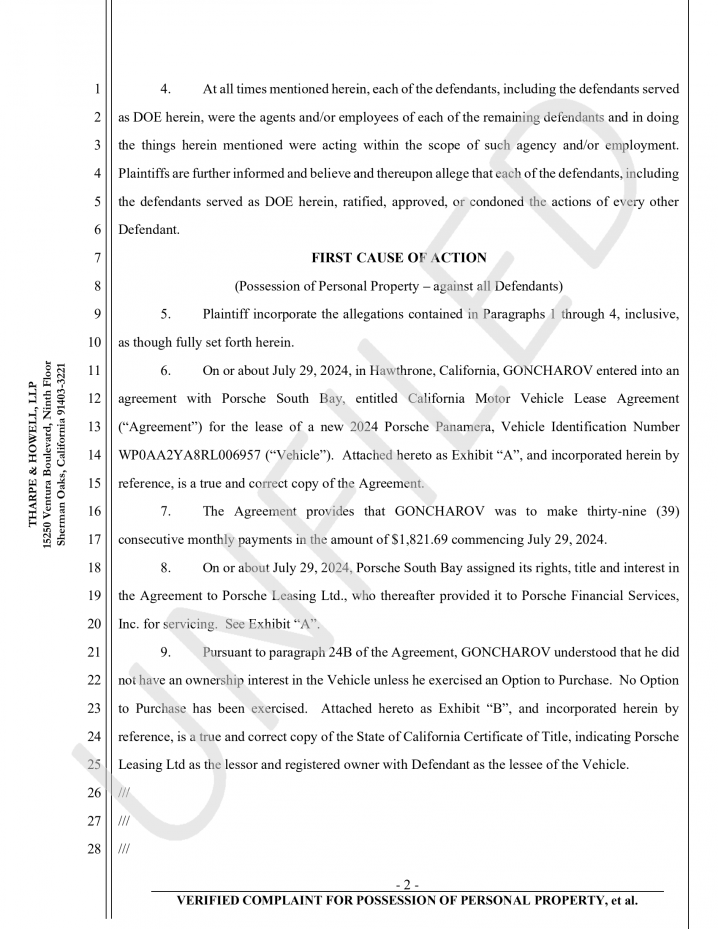 1 4. At all times mentioned herein, each of the defendants, including the defendants served
2 as DOE herein, were the agents and/or employees of each of the remaining defendants and in doing
3 the things herein mentioned were acting within the scope of such agency and/or employment.
4 Plaintiffs are further informed and believe and thereupon allege that each of the defendants, including
5 the defendants served as DOE herein, ratified, approved, or condoned the actions of every other
6 Defendant.
7 FIRST CAUSE OF ACTION
8 (Possession of Personal Property – against all Defendants)
9 5. Plaintiff incorporate the allegations contained in Paragraphs 1 through 4, inclusive,
10 as though fully set forth herein.
11 6. On or about July 29, 2024, in Hawthrone, California, GONCHAROV entered into an
12 agreement with Porsche South Bay, entitled California Motor Vehicle Lease Agreement
13 (“Agreement”) for the lease of a new 2024 Porsche Panamera, Vehicle Identification Number
14 WP0AA2YA8RL006957 (“Vehicle”). Attached hereto as Exhibit “A”, and incorporated herein by
15 reference, is a true and correct copy of the Agreement.
16 7. The Agreement provides that GONCHAROV was to make thirty-nine (39)
17 consecutive monthly payments in the amount of $1,821.69 commencing July 29, 2024.
18 8. On or about July 29, 2024, Porsche South Bay assigned its rights, title and interest in
19 the Agreement to Porsche Leasing Ltd., who thereafter provided it to Porsche Financial Services,
20 Inc. for servicing. See Exhibit “A”.
21 9. Pursuant to paragraph 24B of the Agreement, GONCHAROV understood that he did
22 not have an ownership interest in the Vehicle unless he exercised an Option to Purchase. No Option
23 to Purchase has been exercised. Attached hereto as Exhibit “B”, and incorporated herein by
24 reference, is a true and correct copy of the State of California Certificate of Title, indicating Porsche
25 Leasing Ltd as the lessor and registered owner with Defendant as the lessee of the Vehicle.
26 ///
27 ///
28 ///
THARPE & HOWELL, LLP
15250 Ventura Boulevard, Ninth Floor
Sherman Oaks, California 91403-3221
UNFILED
- 2 -
VERIFIED COMPLAINT FOR POSSESSION OF PERSONAL PROPERTY, et al.